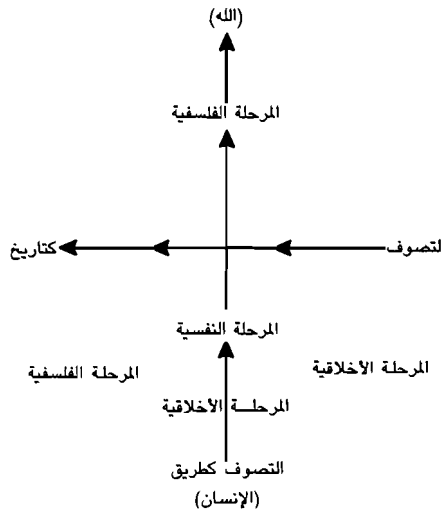 (الله)
المرحلة الفلسفية
لتصوف
كتاريخ
المرحلة النفسية
المرحلة الأخلاقية
المرحلة الفلسفية
المرحلــة الأخلاقية
التصوف كطريق
(الإنسان)